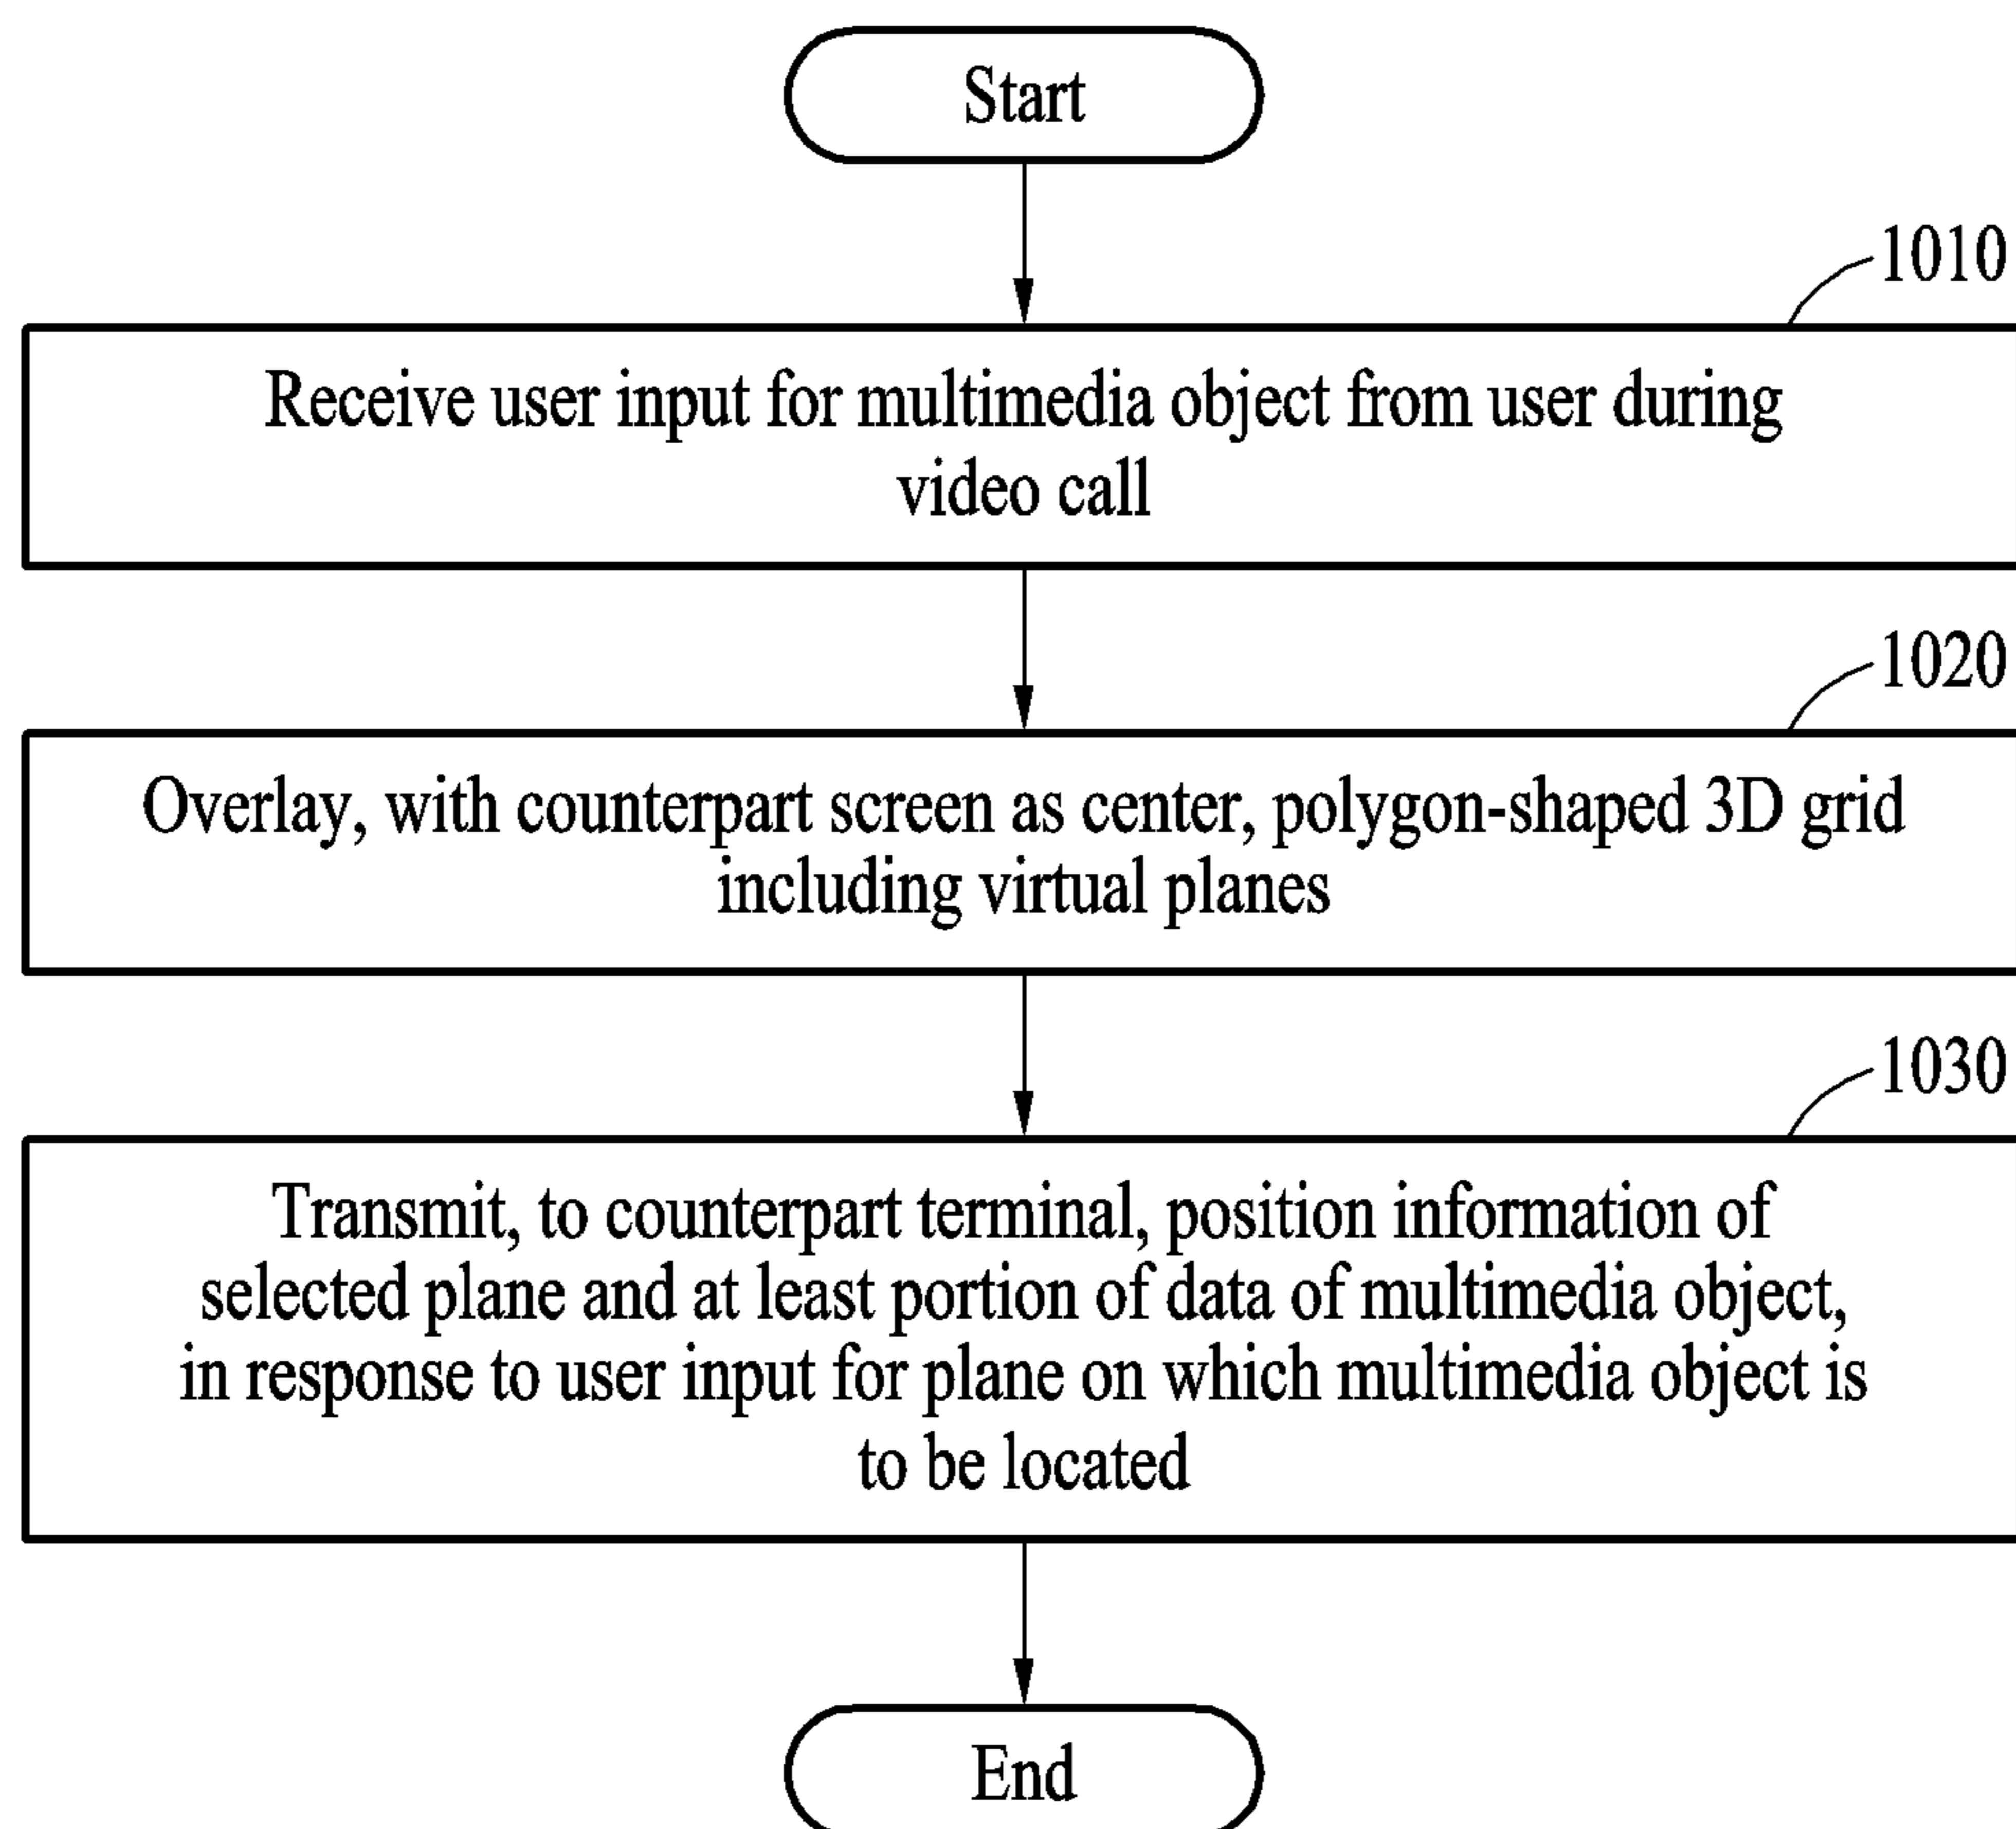 Start
1010
Receive user input for multimedia object from user during
video call
1020
Overlay, with counterpart screen as center, polygon-shaped 3D grid
including virtual planes
1030
Transmit, to counterpart terminal, position information of
selected plane and at least portion of data of multimedia object,
in response to user input for plane on which multimedia object is
to be located
End